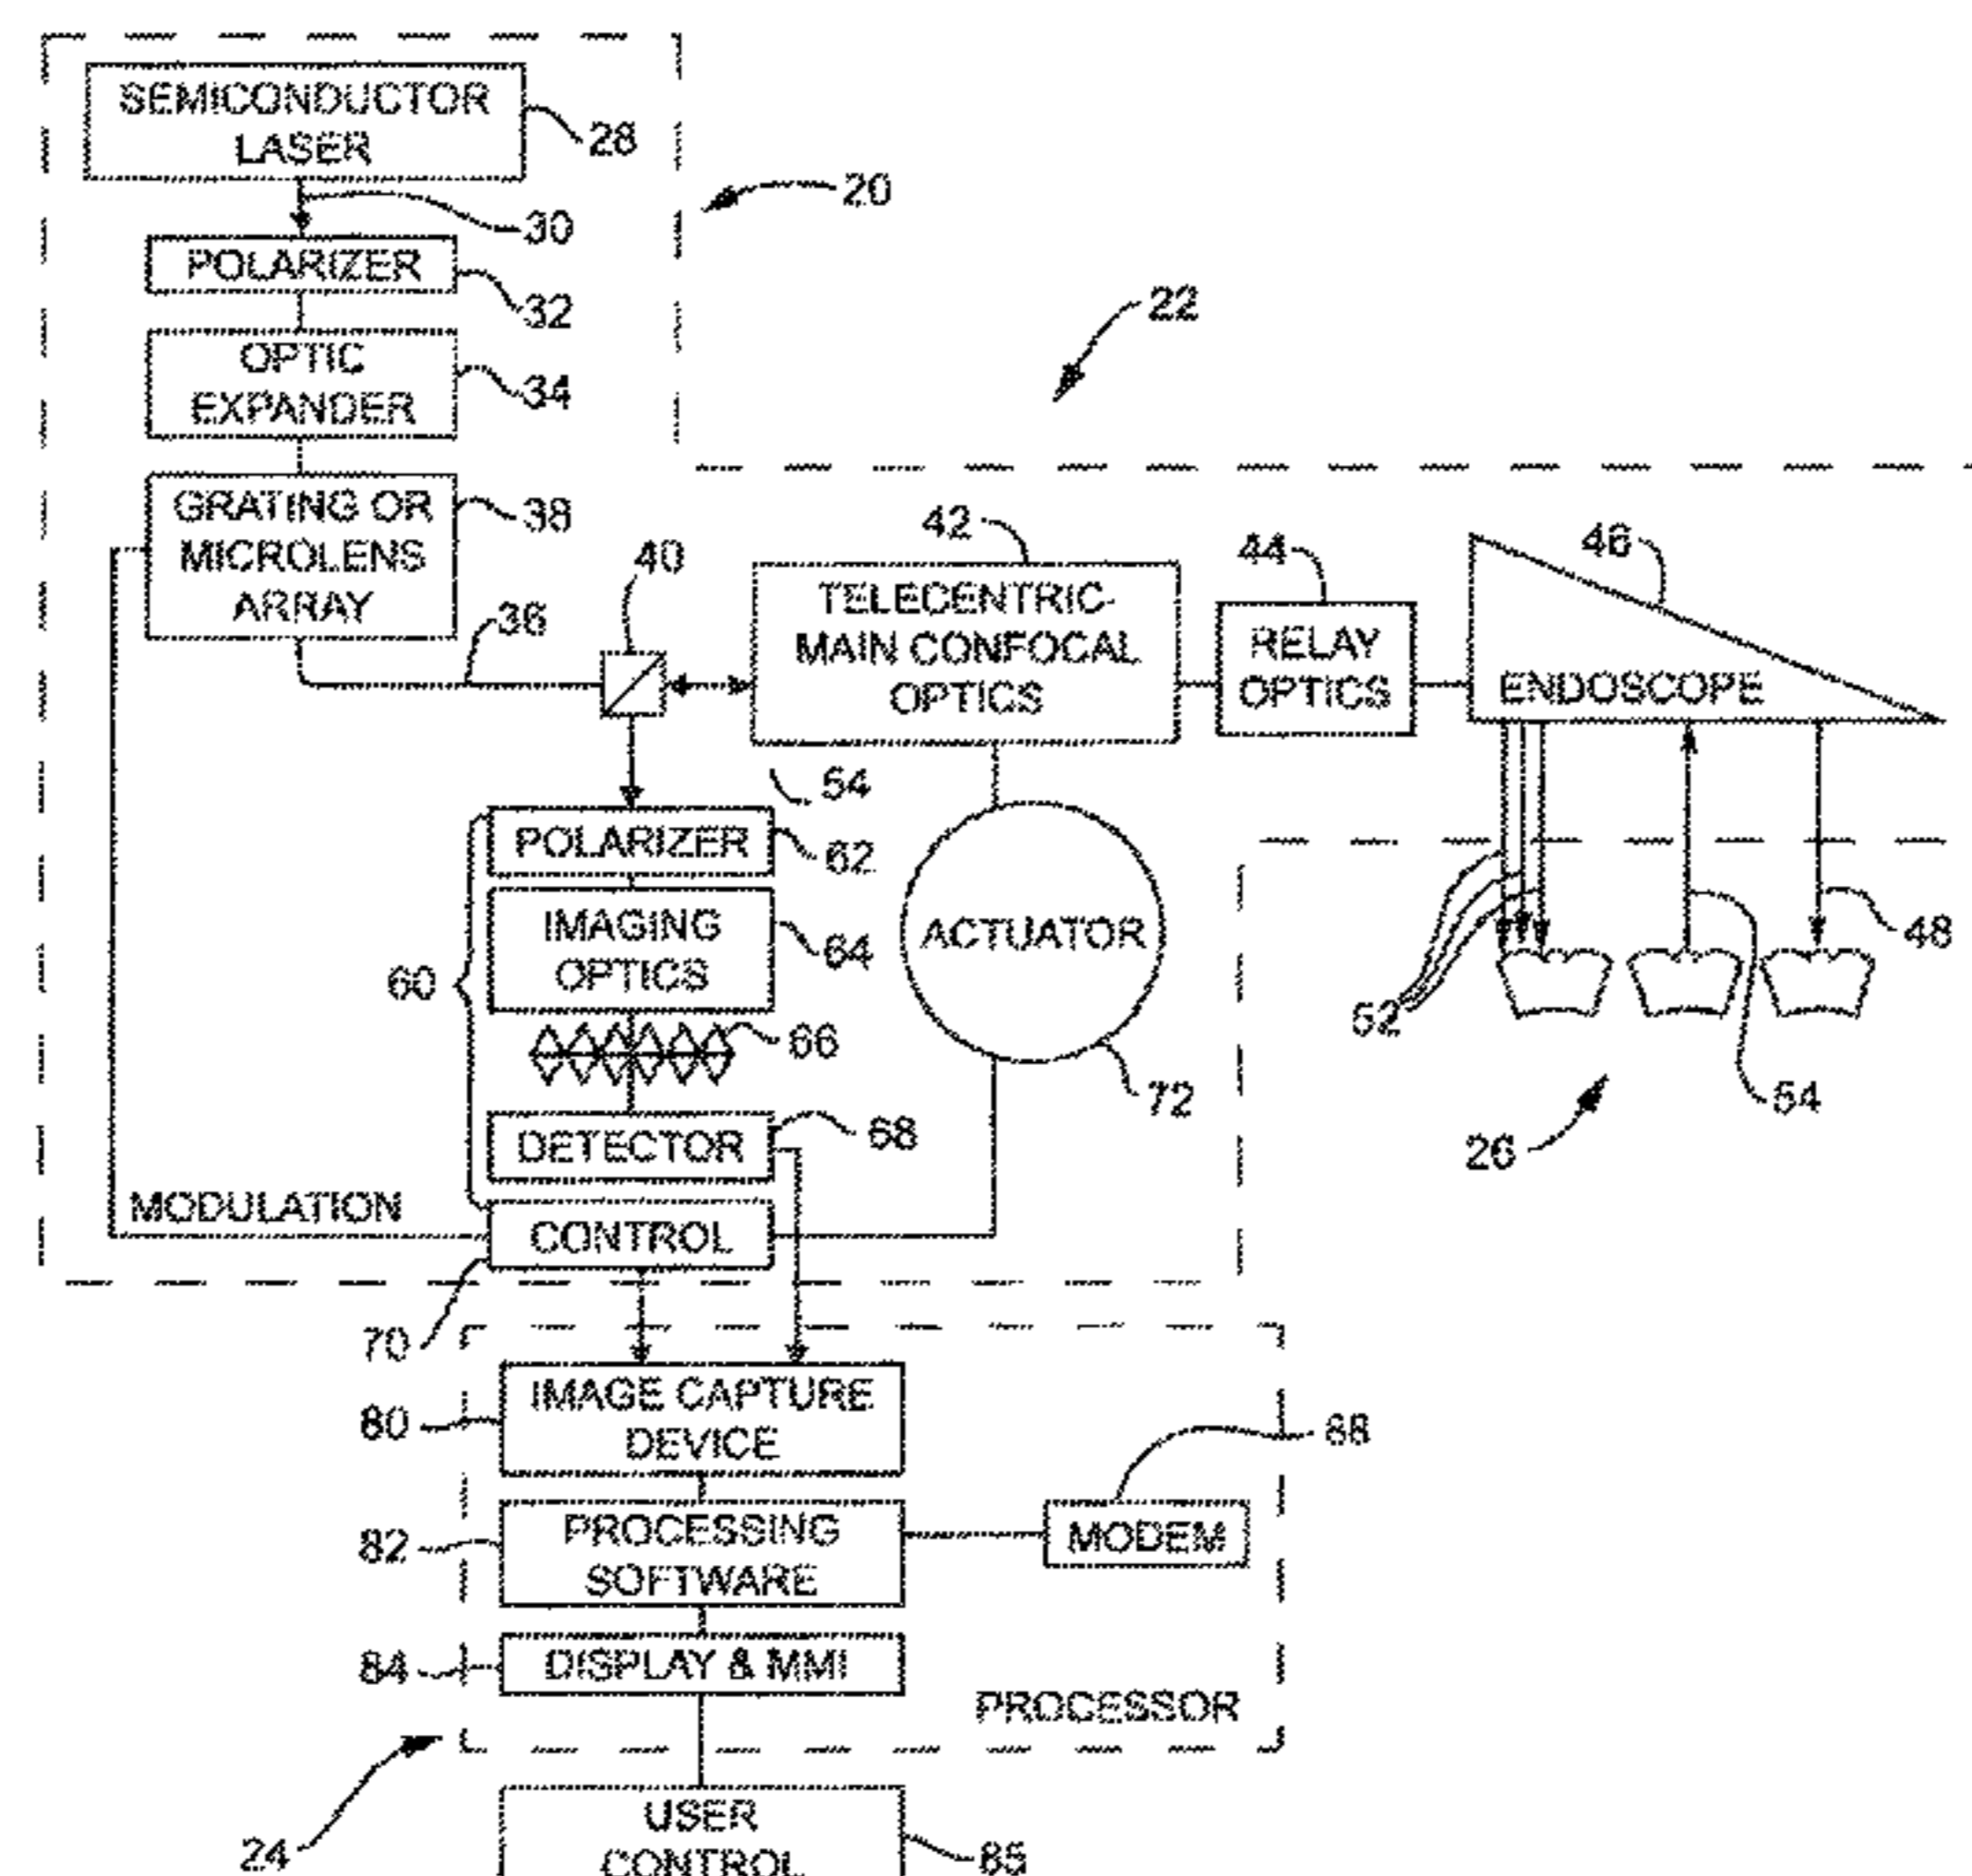 SEMICONDUCTOR
LASER
28
20
30
POLARIZER
32
22
OPTIC
EXPANDER
34
GRATING OR
MICROLENS
ARRAY
38
36
40
42
TELECENTRIC-
MAIN CONFOCAL
OPTICS
44
RELAY
OPTICS
46
ENDOSCOPE
54
POLARIZER
62
IMAGING
OPTICS
64
60
66
ACTUATOR
72
52
54
48
26
DETECTOR
68
MODULATION
CONTROL
70
80
IMAGE CAPTURE
DEVICE
88
82
PROCESSING
SOFTWARE
MODEM
84
DISPLAY & MMI
PROCESSOR
24
USER
CONTROL
85